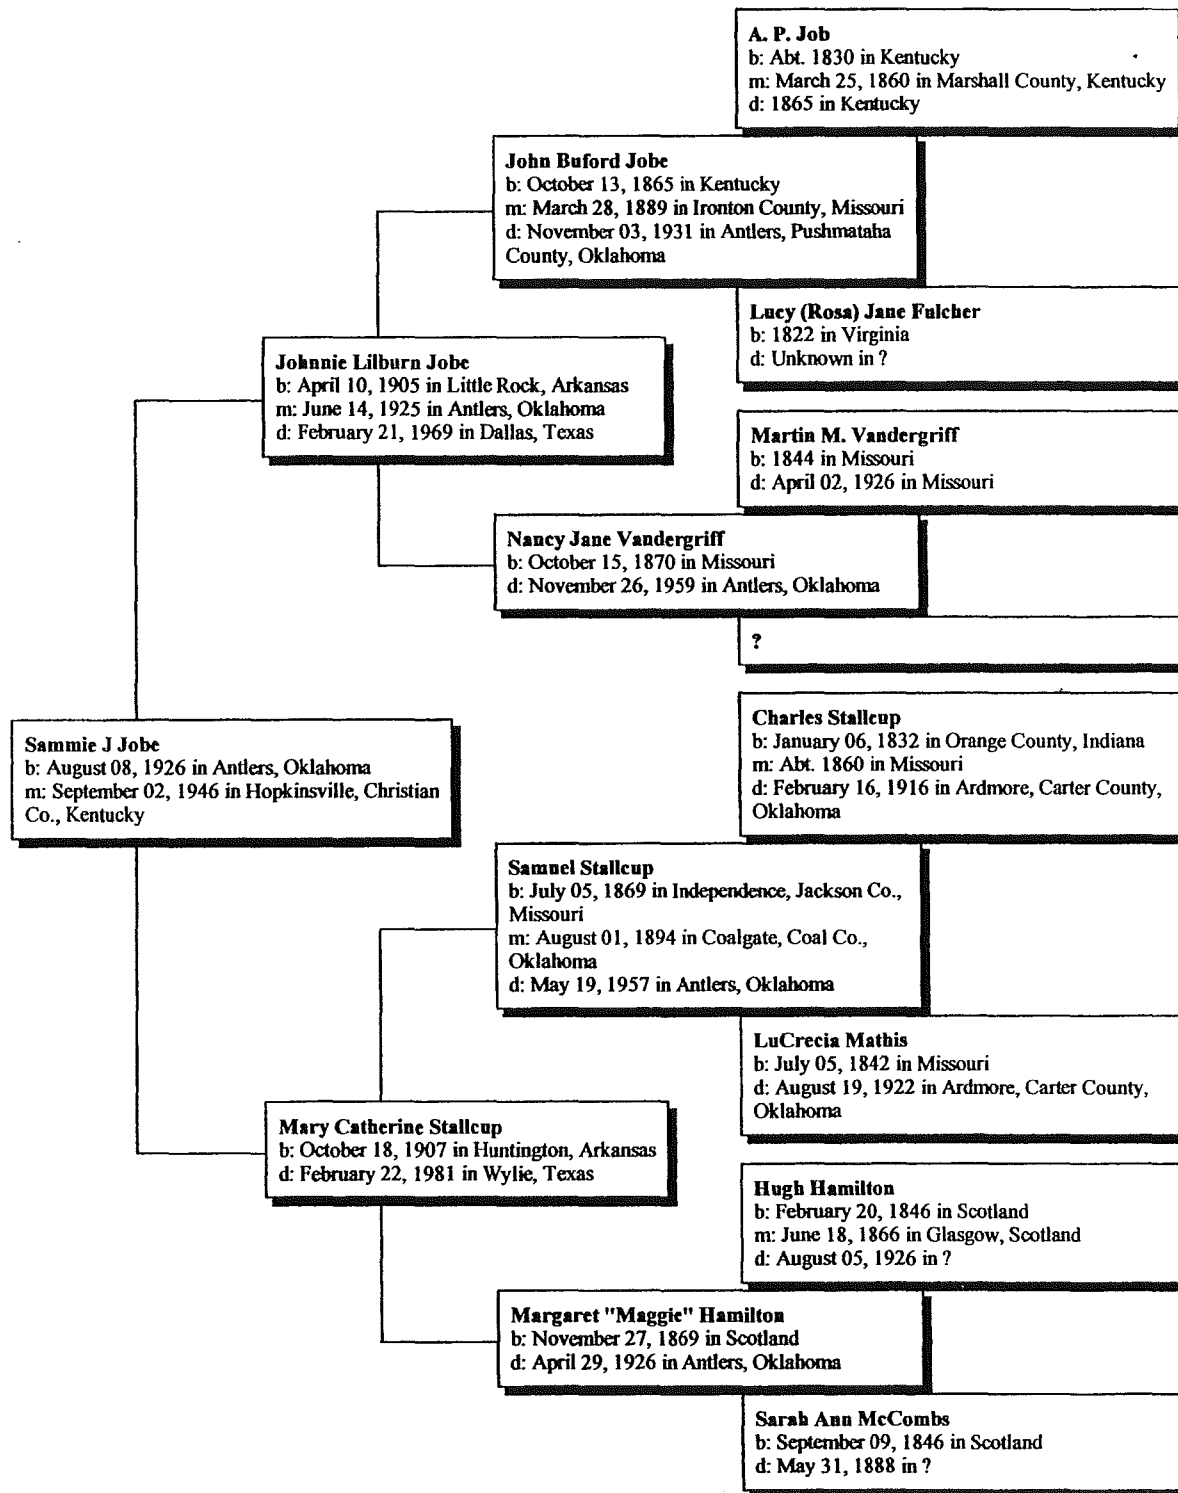 A. P. Job
b: Abt. 1830 in Kentucky
m: March 25, 1860 in Marshall County, Kentucky
d: 1865 in Kentucky
John Buford Jobe
b: October 13, 1865 in Kentucky
m: March 28, 1889 in Ironton County, Missouri
d: November 03, 1931 in Antlers, Pushmataha
County, Oklahoma
Lucy (Rosa) Jane Fulcher
b: 1822 in Virginia
d: Unknown in ?
Johnnie Lilburn Jobe
b: April 10, 1905 in Little Rock, Arkansas
m: June 14, 1925 in Antlers, Oklahoma
d: February 21, 1969 in Dallas, Texas
Martin M. Vandergriff
b: 1844 in Missouri
d: April 02, 1926 in Missouri
Nancy Jane Vandergriff
b: October 15, 1870 in Missouri
d: November 26, 1959 in Antlers, Oklahoma
?
Sammie J Jobe
b: August 08, 1926 in Antlers, Oklahoma
m: September 02, 1946 in Hopkinsville, Christian
Co., Kentucky
Charles Stallcup
b: January 06, 1832 in Orange County, Indiana
m: Abt. 1860 in Missouri
d: February 16, 1916 in Ardmore, Carter County,
Oklahoma
Samuel Stallcup
b: July 05, 1869 in Independence, Jackson Co.,
Missouri
m: August 01, 1894 in Coalgate, Coal Co.,
Oklahoma
d: May 19, 1957 in Antlers, Oklahoma
LuCrecia Mathis
b: July 05, 1842 in Missouri
d: August 19, 1922 in Ardmore, Carter County,
Oklahoma
Mary Catherine Stallcup
b: October 18, 1907 in Huntington, Arkansas
d: February 22, 1981 in Wylie, Texas
Hugh Hamilton
b: February 20, 1846 in Scotland
m: June 18, 1866 in Glasgow, Scotland
d: August 05, 1926 in ?
Margaret "Maggie" Hamilton
b: November 27, 1869 in Scotland
d: April 29, 1926 in Antlers, Oklahoma
Sarah Ann McCombs
b: September 09, 1846 in Scotland
d: May 31, 1888 in ?